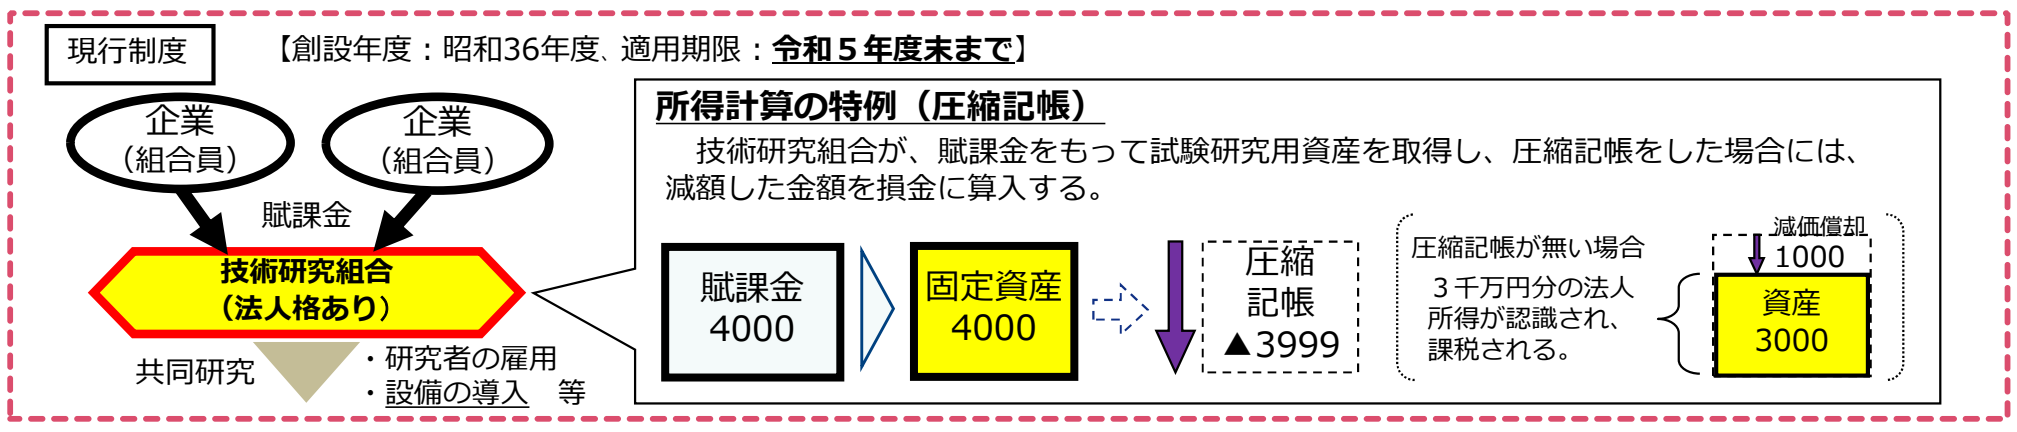 現行制度
【創設年度：昭和36年度、適用期限：令和５年度末まで】
企業
（組合員）
企業
（組合員）
賦課金
技術研究組合
（法人格あり）
共同研究
・研究者の雇用
・設備の導入　等
所得計算の特例（圧縮記帳）
技術研究組合が、賦課金をもって試験研究用資産を取得し、圧縮記帳をした場合には、
減額した金額を損金に算入する。
賦課金
4000
固定資産
4000
圧縮
記帳
▲3999
圧縮記帳が無い場合
３千万円分の法人
所得が認識され、
課税される。
減価償却
1000
資産
3000